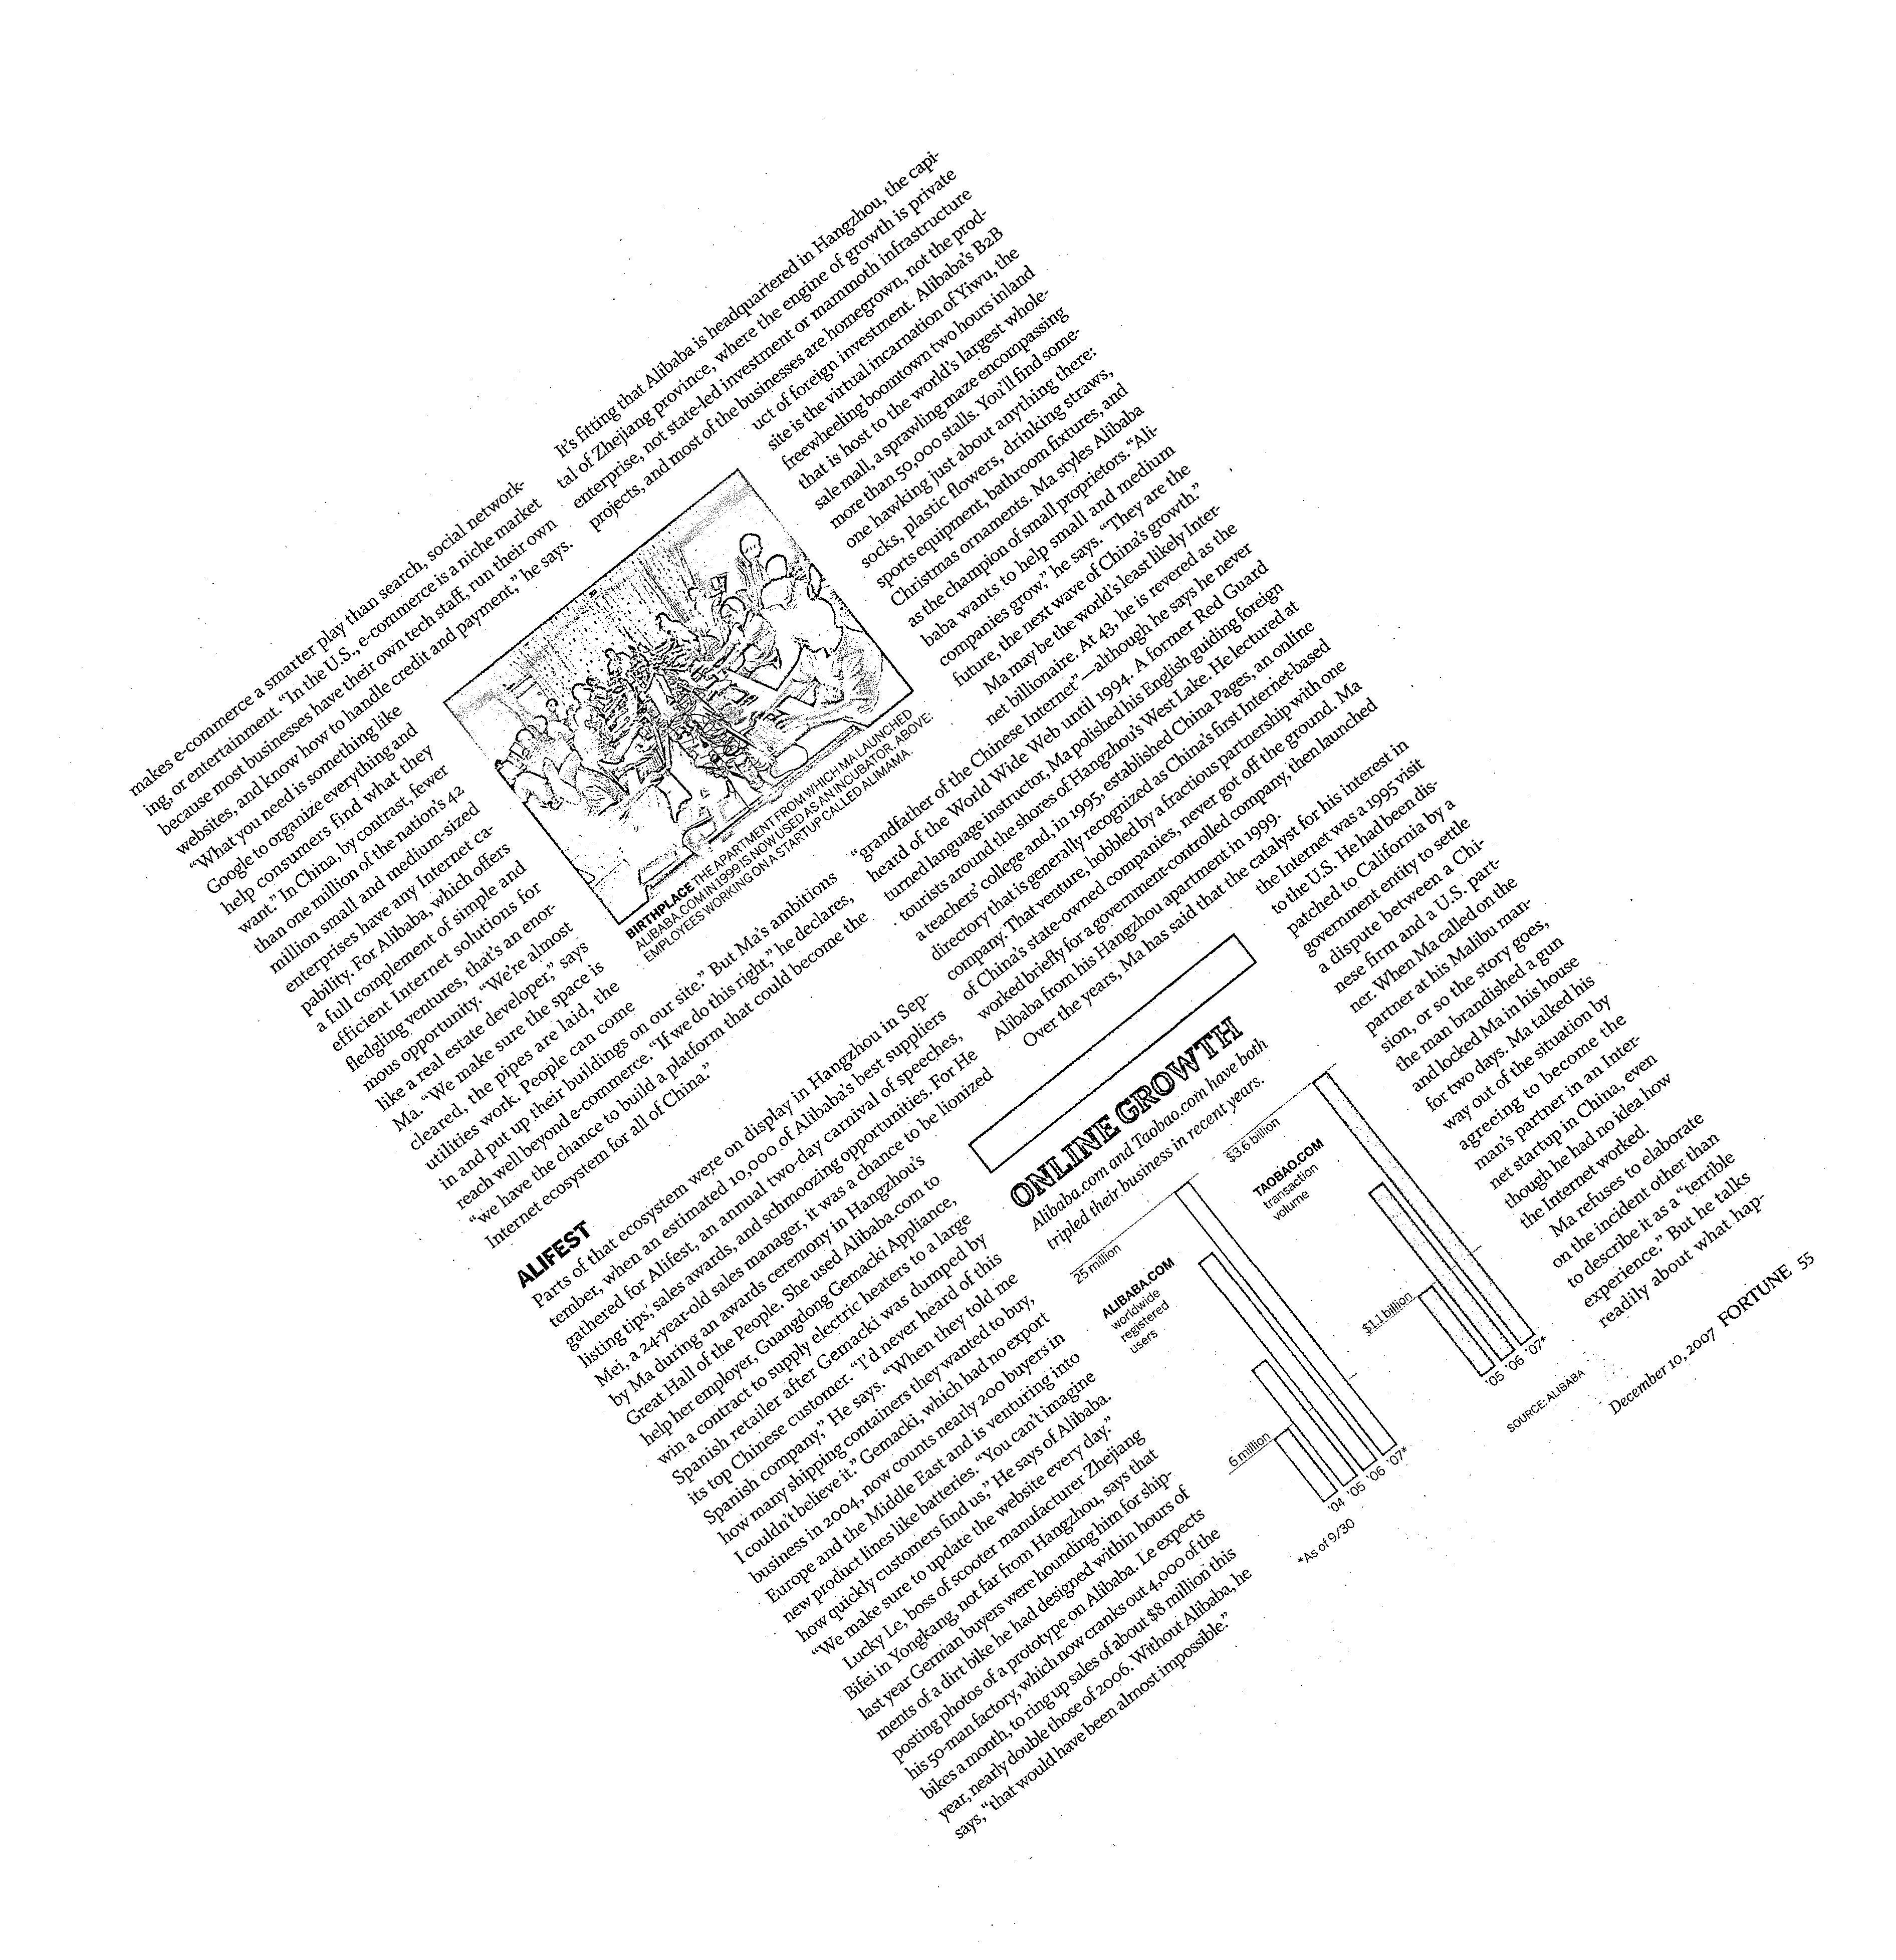 makes e-commerce a smarter play than search, social network-
ing, or entertainment. “In the U.S., e-commerce is a niche market
because most businesses have their own tech staff, run their own
websites, and know how to handle credit and payment,” he says.
“What you need is something like
Google to organize everything and
help consumers find what they
want.” In China, by contrast, fewer
than one million of the nation’s 42
million small and medium-sized
enterprises have any Internet ca-
pability. For Alibaba, which offers
a full complement of simple and
efficient Internet solutions for
fledgling ventures, that’s an enor-
mous opportunity. “We’re almost
like a real estate developer,” says
Ma. “We make sure the space is
cleared, the pipes are laid, the
utilities work. People can come
in and put up their buildings on our site.” But Ma’s ambitions
reach well beyond e-commerce. “If we do this right,” he declares,
“we have the chance to build a platform that could become the
Internet ecosystem for all of China.”
ALIFEST
Parts of that ecosystem were on display in Hangzhou in Sep-
tember, when an estimated 10,000 of Alibaba’s best suppliers
gathered for Alifest, an annual two-day carnival of speeches,
listing tips, sales awards, and schmoozing opportunities. For He
Mei, a 24-year-old sales manager, it was a chance to be lionized
by Ma during an awards ceremony in Hangzhou’s
Great Hall of the People. She used Alibaba.com to
help her employer, Guangdong Gemacki Appliance,
win a contract to supply electric heaters to a large
Spanish retailer after Gemacki was dumped by
its top Chinese customer. “I’d never heard of this
Spanish company,” He says. “When they told me
how many shipping containers they wanted to buy,
I couldn’t believe it.” Gemacki, which had no export
business in 2004, now counts nearly 200 buyers in
Europe and the Middle East and is venturing into
new product lines like batteries. “You can’t imagine
how quickly customers find us,” He says of Alibaba.
“We make sure to update the website every day.”
Lucky Le, boss of scooter manufacturer Zhejiang
Bifei in Yongkang, not far from Hangzhou, says that
last year German buyers were hounding him for ship-
ments of a dirt bike he had designed within hours of
posting photos of a prototype on Alibaba. Le expects
his 50-man factory, which now cranks out 4,000 of the
bikes a month, to ring up sales of about $8 million this
year, nearly double those of 2006. Without Alibaba, he
says, “that would have been almost impossible.”
BIRTHPLACE THE APARTMENT FROM WHICH MA LAUNCHED
ALIBABA.COM IN 1999 IS NOW USED AS AN INCUBATOR. ABOVE:
EMPLOYEES WORKING ON A STARTUP CALLED ALIMAMA.
It’s fitting that Alibaba is headquartered in Hangzhou, the capi-
tal of Zhejiang province, where the engine of growth is private
enterprise, not state-led investment or mammoth infrastructure
projects, and most of the businesses are homegrown, not the prod-
uct of foreign investment. Alibaba’s B2B
site is the virtual incarnation of Yiwu, the
freewheeling boomtown two hours inland
that is host to the world’s largest whole-
sale mall, a sprawling maze encompassing
more than 50,000 stalls. You’ll find some-
one hawking just about anything there:
socks, plastic flowers, drinking straws,
sports equipment, bathroom fixtures, and
Christmas ornaments. Ma styles Alibaba
as the champion of small proprietors. “Ali-
baba wants to help small and medium
companies grow,” he says. “They are the
future, the next wave of China’s growth.”
Ma may be the world’s least likely Inter-
net billionaire. At 43, he is revered as the
“grandfather of the Chinese Internet”—although he says he never
heard of the World Wide Web until 1994. A former Red Guard
turned language instructor, Ma polished his English guiding foreign
tourists around the shores of Hangzhou’s West Lake. He lectured at
a teachers’ college and, in 1995, established China Pages, an online
directory that is generally recognized as China’s first Internet-based
company. That venture, hobbled by a fractious partnership with one
of China’s state-owned companies, never got off the ground. Ma
worked briefly for a government-controlled company, then launched
Alibaba from his Hangzhou apartment in 1999.
Over the years, Ma has said that the catalyst for his interest in
the Internet was a 1995 visit
to the U.S. He had been dis-
patched to California by a
government entity to settle
a dispute between a Chi-
nese firm and a U.S. part-
ner. When Ma called on the
partner at his Malibu man-
sion, or so the story goes,
the man brandished a gun
and locked Ma in his house
for two days. Ma talked his
way out of the situation by
agreeing to become the
man’s partner in an Inter-
net startup in China, even
though he had no idea how
the Internet worked.
Ma refuses to elaborate
on the incident other than
to describe it as a “terrible
experience.” But he talks
readily about what hap-
ONLINE GROWTH
Alibaba.com and Taobao.com have both
tripled their business in recent years.
25 million
ALIBABA.COM
worldwide
registered
users
6 million
’04 ’05 ’06 ’07*
*As of 9/30
$3.6 billion
TAOBAO.COM
transaction
volume
$1.1 billion
’05 ’06 ’07*
SOURCE: ALIBABA
December 10, 2007 FORTUNE 55